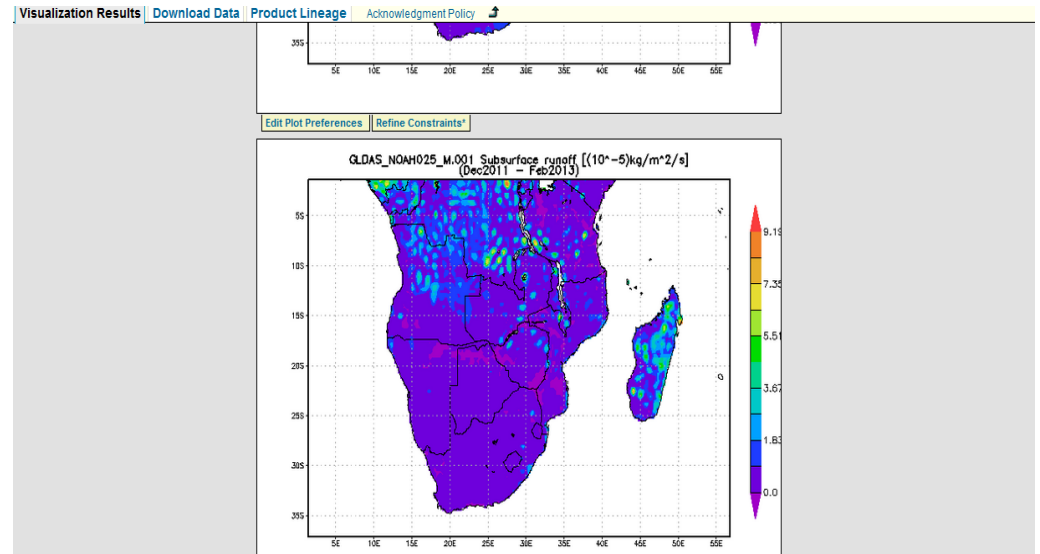 Visualization Results Download Data Product Lineage Acknowledgment Policy
35S
5E 10E 15E 20E 25E 30E 35E 40E 45E 50E 55E
Edit Plot Preferences Refine Constraints*
GLDAS_NOAH025_M.001 Subsurface runoff [(10^-5)kg/m^2/s]
(Dec2011 - Feb2013)
5S
9.19
10S
7.35
15S
5.51
20S
3.67
25S
1.83
30S
0.0
35S
5E 10E 15E 20E 25E 30E 35E 40E 45E 50E 55E